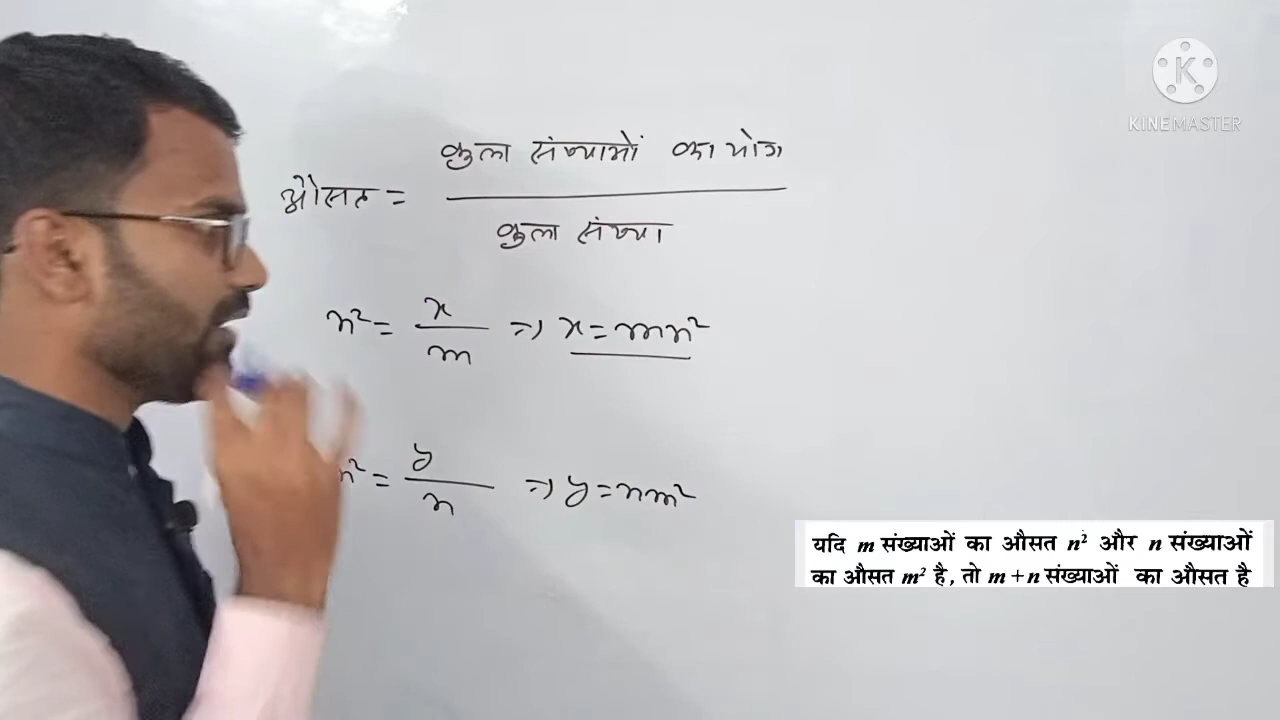 KINEMASTER
कुल संख्याओं का योग
औसत =
कुल संख्या
n² = x/m ⇒ x = mn²
m² = y/n ⇒ y = nm²
यदि m संख्याओं का औसत n² और n संख्याओं
का औसत m² है, तो m+n संख्याओं का औसत है